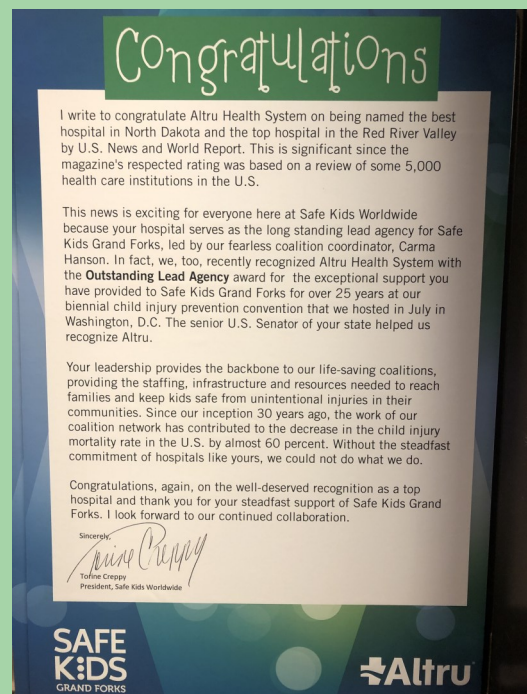 Congratulations
I write to congratulate Altru Health System on being named the best
hospital in North Dakota and the top hospital in the Red River Valley
by U.S. News and World Report. This is significant since the
magazine's respected rating was based on a review of some 5,000
health care institutions in the U.S.
This news is exciting for everyone here at Safe Kids Worldwide
because your hospital serves as the long standing lead agency for Safe
Kids Grand Forks, led by our fearless coalition coordinator, Carma
Hanson. In fact, we, too, recently recognized Altru Health System with
the Outstanding Lead Agency award for the exceptional support you
have provided to Safe Kids Grand Forks for over 25 years at our
biennial child injury prevention convention that we hosted in July in
Washington, D.C. The senior U.S. Senator of your state helped us
recognize Altru.
Your leadership provides the backbone to our life-saving coalitions,
providing the staffing, infrastructure and resources needed to reach
families and keep kids safe from unintentional injuries in their
communities. Since our inception 30 years ago, the work of our
coalition network has contributed to the decrease in the child injury
mortality rate in the U.S. by almost 60 percent. Without the steadfast
commitment of hospitals like yours, we could not do what we do.
Congratulations, again, on the well-deserved recognition as a top
hospital and thank you for your steadfast support of Safe Kids Grand
Forks. I look forward to our continued collaboration.
Sincerely,
Torine Creppy
Torine Creppy
President, Safe Kids Worldwide
SAFE
KIDS
GRAND FORKS
Altru